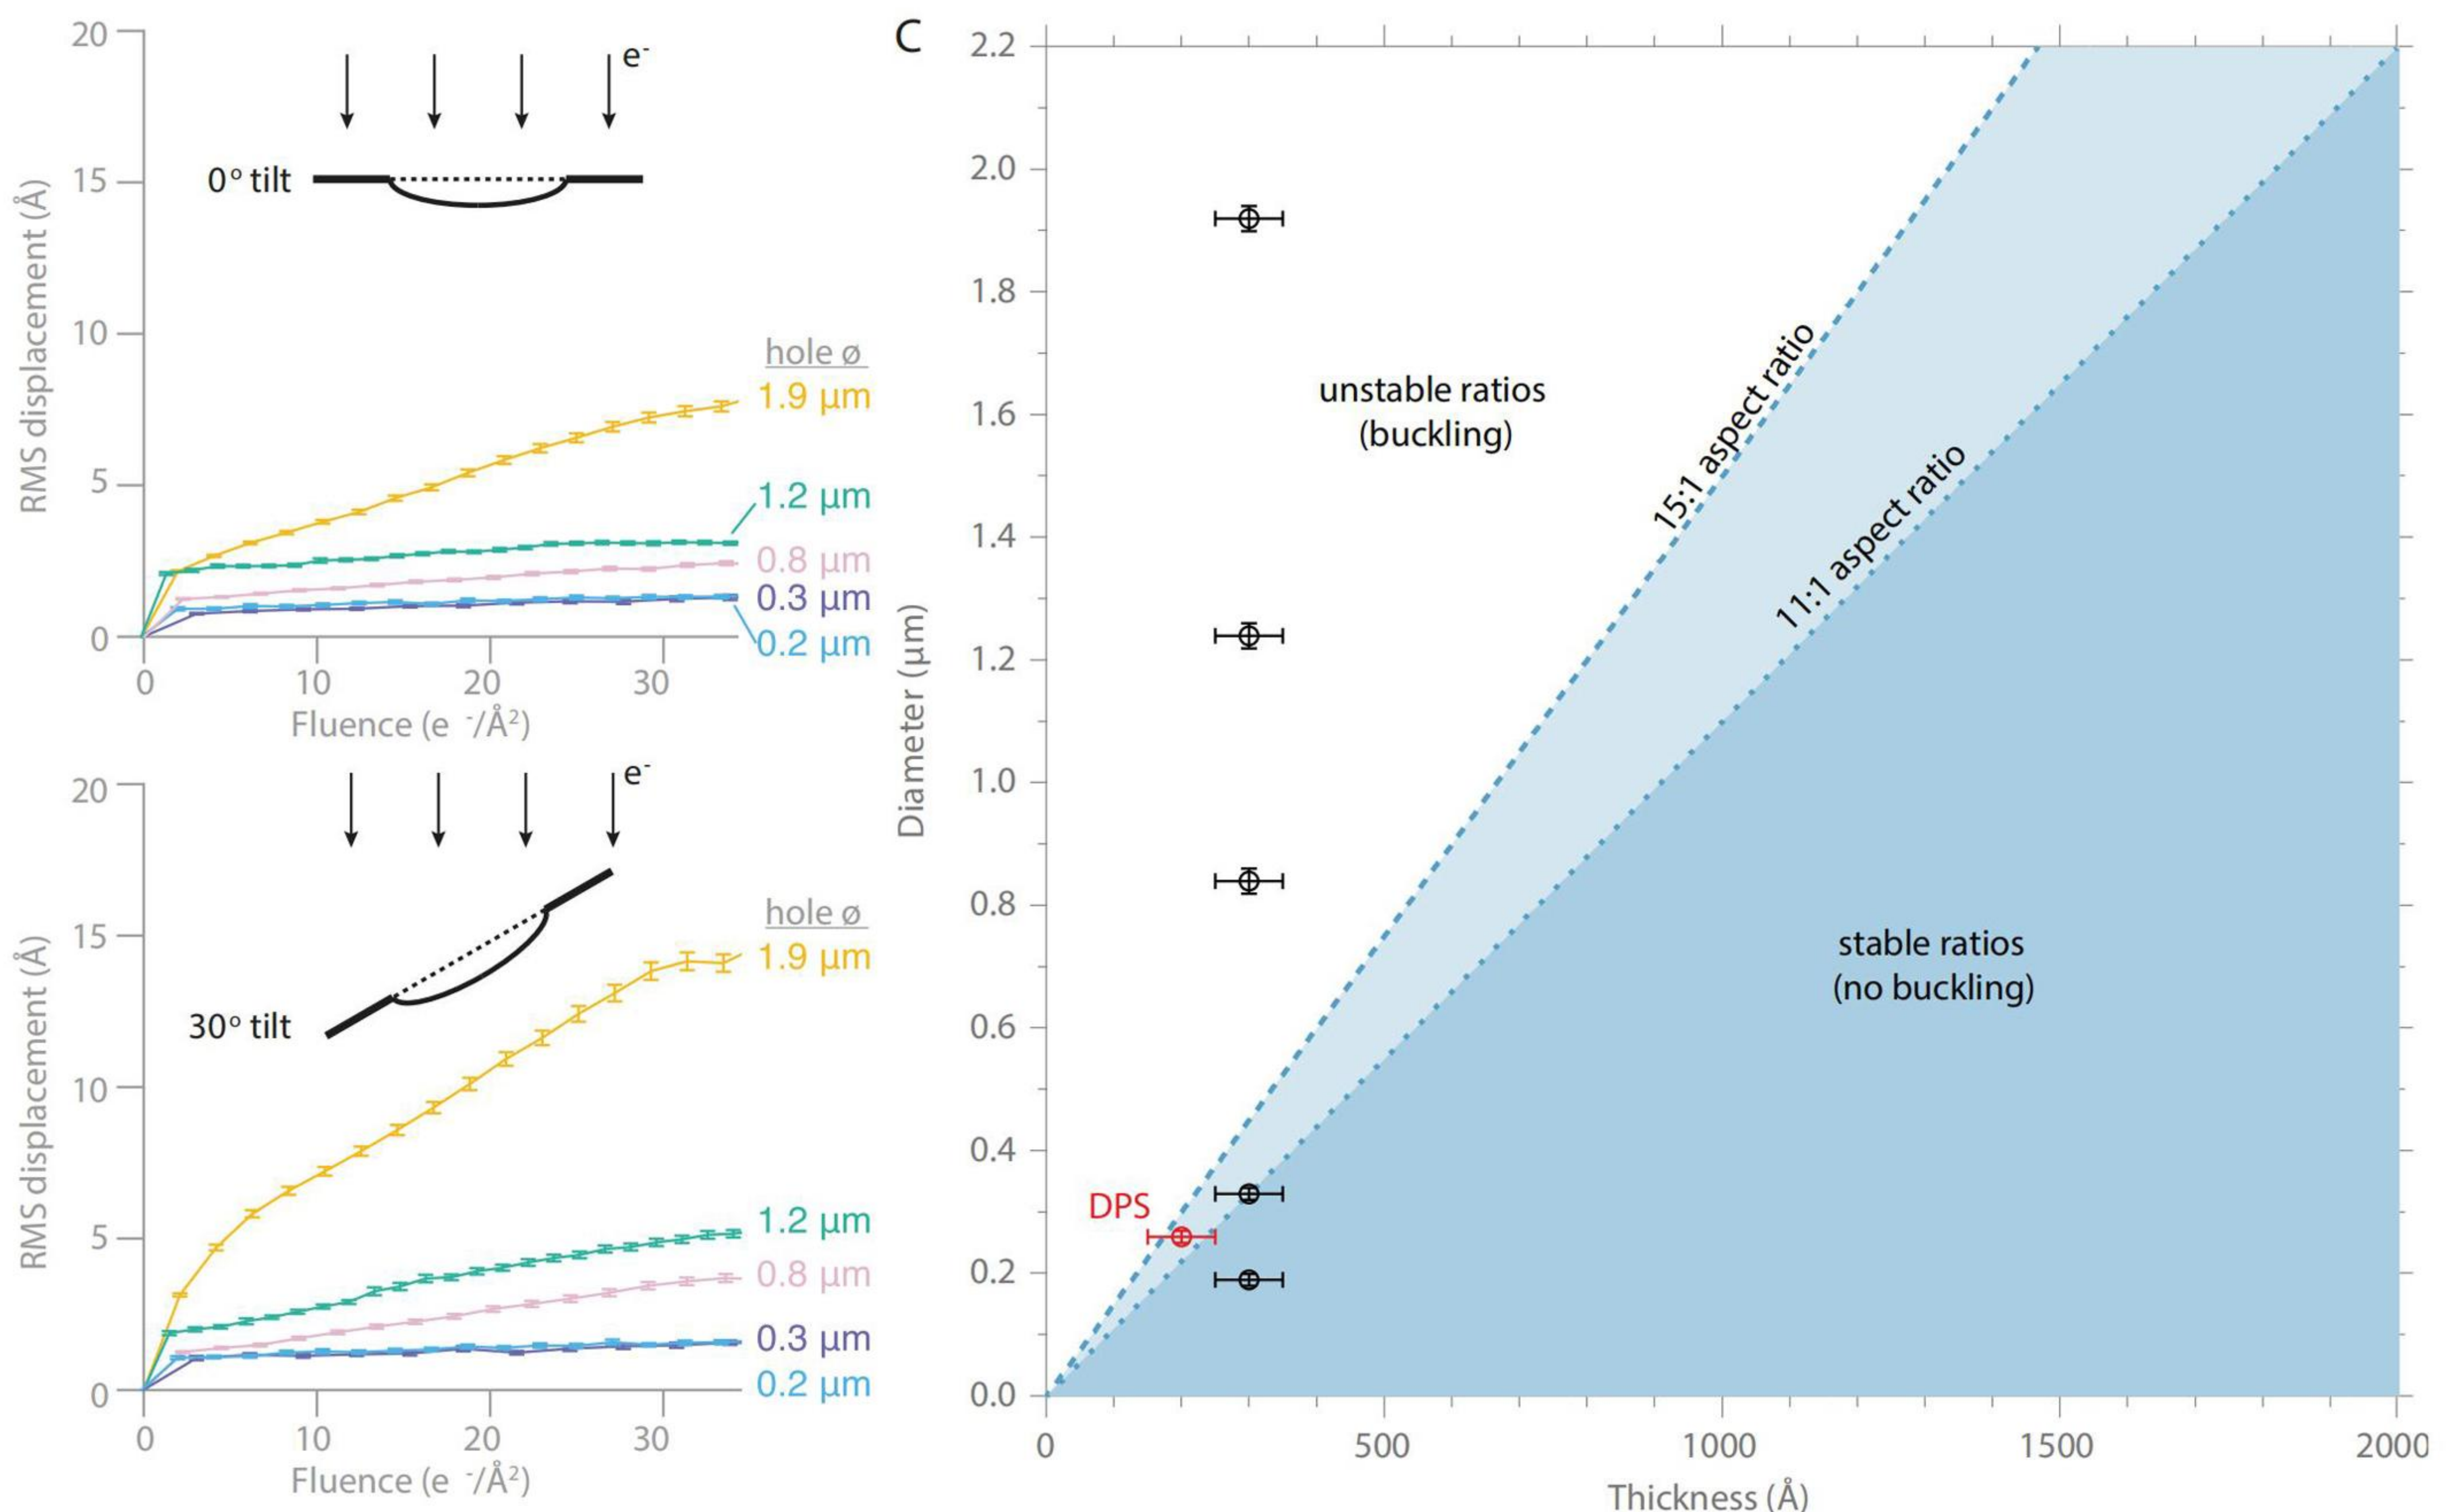 20
15
10
5
0
RMS displacement (Å)
e⁻
0° tilt
hole ø
1.9 µm
1.2 µm
0.8 µm
0.3 µm
0.2 µm
0
10
20
30
Fluence (e ⁻/Å²)
20
15
10
5
0
RMS displacement (Å)
e⁻
30° tilt
hole ø
1.9 µm
1.2 µm
0.8 µm
0.3 µm
0.2 µm
0
10
20
30
Fluence (e ⁻/Å²)
C
2.2
2.0
1.8
1.6
1.4
1.2
1.0
0.8
0.6
0.4
0.2
0.0
Diameter (µm)
unstable ratios
(buckling)
15:1 aspect ratio
11:1 aspect ratio
stable ratios
(no buckling)
DPS
0
500
1000
1500
2000
Thickness (Å)